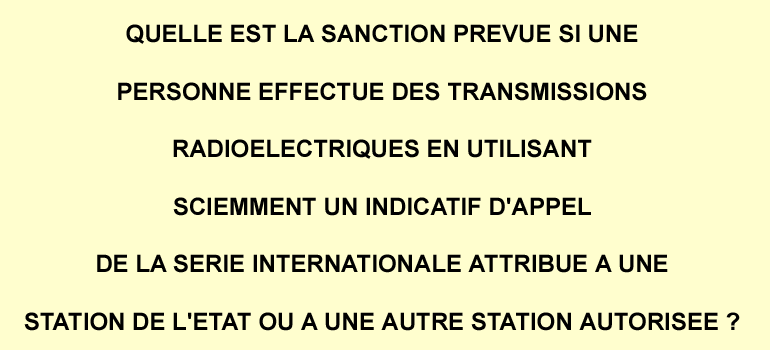 QUELLE EST LA SANCTION PREVUE SI UNE
PERSONNE EFFECTUE DES TRANSMISSIONS
RADIOELECTRIQUES EN UTILISANT
SCIEMMENT UN INDICATIF D'APPEL
DE LA SERIE INTERNATIONALE ATTRIBUE A UNE
STATION DE L'ETAT OU A UNE AUTRE STATION AUTORISEE ?